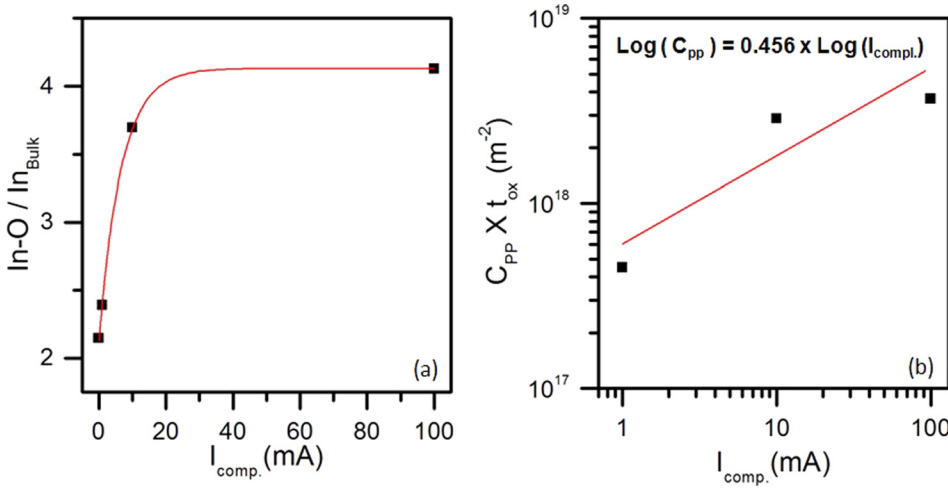 4
3
2
In-O / In_Bulk
(a)
0 20 40 60 80 100
I_comp.(mA)
Log ( C_pp ) = 0.456 x Log (I_compl.)
10^19
10^18
10^17
C_PP X t_ox (m^-2)
(b)
1 10 100
I_comp.(mA)